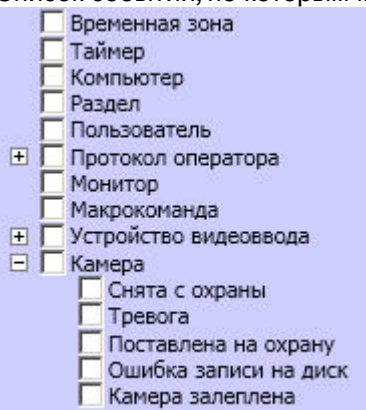 Временная зона
Таймер
Компьютер
Раздел
Пользователь
Протокол оператора
Монитор
Макрокоманда
Устройство видеоввода
Камера
Снята с охраны
Тревога
Поставлена на охрану
Ошибка записи на диск
Камера залеплена